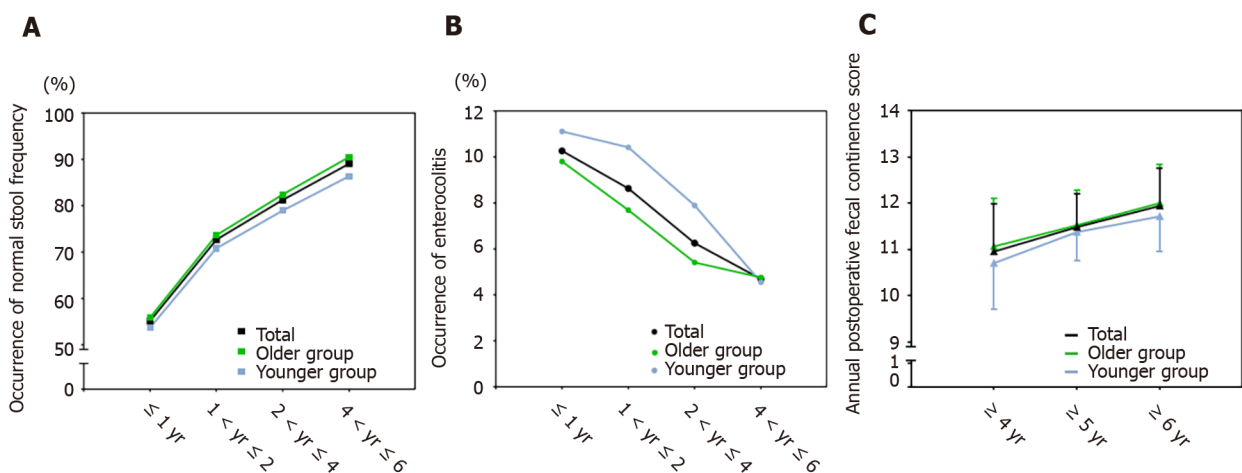 A
(%)
Occurrence of normal stool frequency
100
90
80
70
60
50
0
Total
Older group
Younger group
≤ 1 yr
1 < yr ≤ 2
2 < yr ≤ 4
4 < yr ≤ 6
B
(%)
Occurrence of enterocolitis
12
10
8
6
4
2
0
Total
Older group
Younger group
≤ 1 yr
1 < yr ≤ 2
2 < yr ≤ 4
4 < yr ≤ 6
C
Annual postoperative fecal continence score
14
13
12
11
10
9
1
0
Total
Older group
Younger group
≥ 4 yr
≥ 5 yr
≥ 6 yr